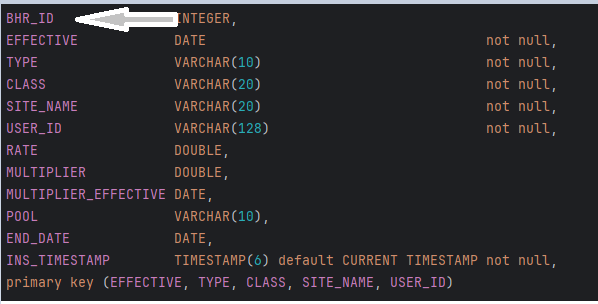 BHR_ID INTEGER,
EFFECTIVE DATE not null,
TYPE VARCHAR(10) not null,
CLASS VARCHAR(20) not null,
SITE_NAME VARCHAR(20) not null,
USER_ID VARCHAR(128) not null,
RATE DOUBLE,
MULTIPLIER DOUBLE,
MULTIPLIER_EFFECTIVE DATE,
POOL VARCHAR(10),
END_DATE DATE,
INS_TIMESTAMP TIMESTAMP(6) default CURRENT TIMESTAMP not null,
primary key (EFFECTIVE, TYPE, CLASS, SITE_NAME, USER_ID)